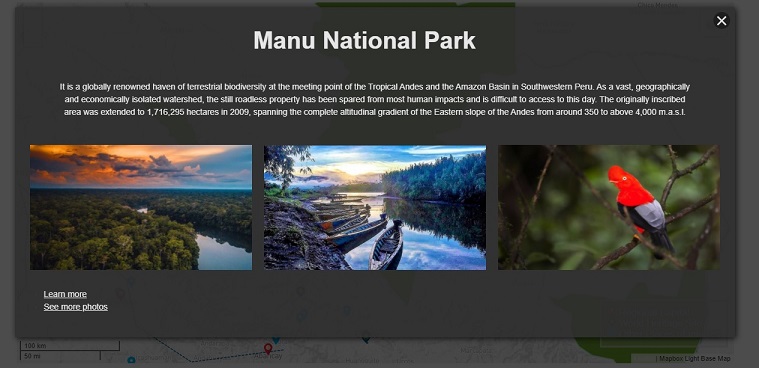 Manu National Park
It is a globally renowned haven of terrestrial biodiversity at the meeting point of the Tropical Andes and the Amazon Basin in Southwestern Peru. As a vast, geographically
and economically isolated watershed, the still roadless property has been spared from most human impacts and is difficult to access to this day. The originally inscribed
area was extended to 1,716,295 hectares in 2009, spanning the complete altitudinal gradient of the Eastern slope of the Andes from around 350 to above 4,000 m.a.s.l.
Learn more
See more photos
100 km
50 mi
| Mapbox Light Base Map